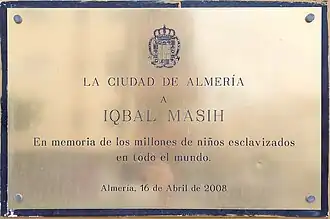 LA CIUDAD DE ALMERÍA
A
IQBAL MASIH
En memoria de los millones de niños esclavizados
en todo el mundo.
Almería, 16 de Abril de 2008